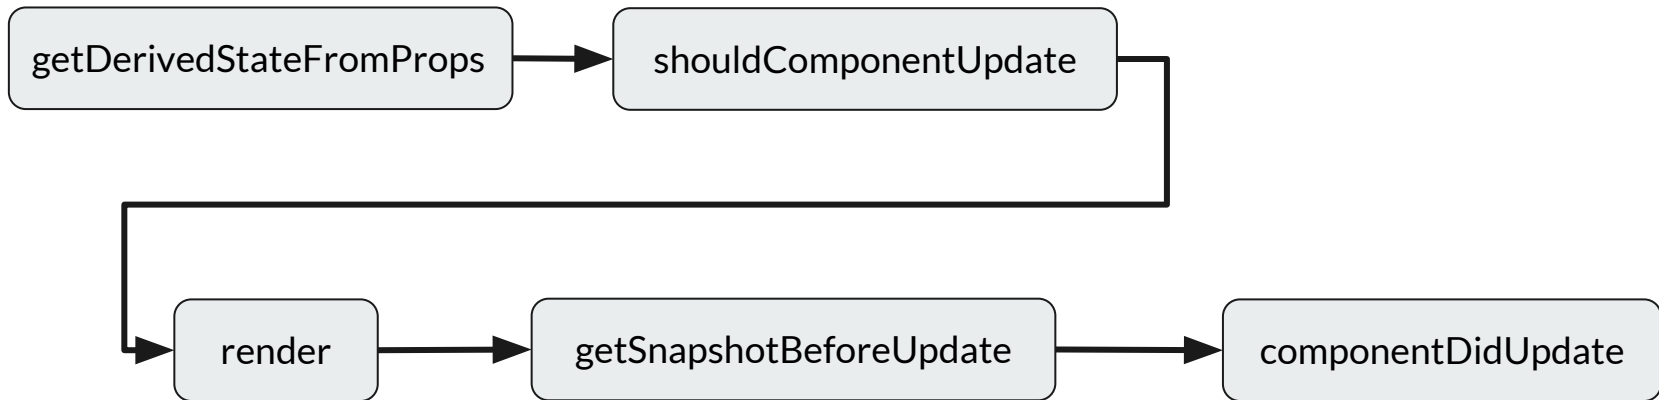 getDerivedStateFromProps
shouldComponentUpdate
render
getSnapshotBeforeUpdate
componentDidUpdate